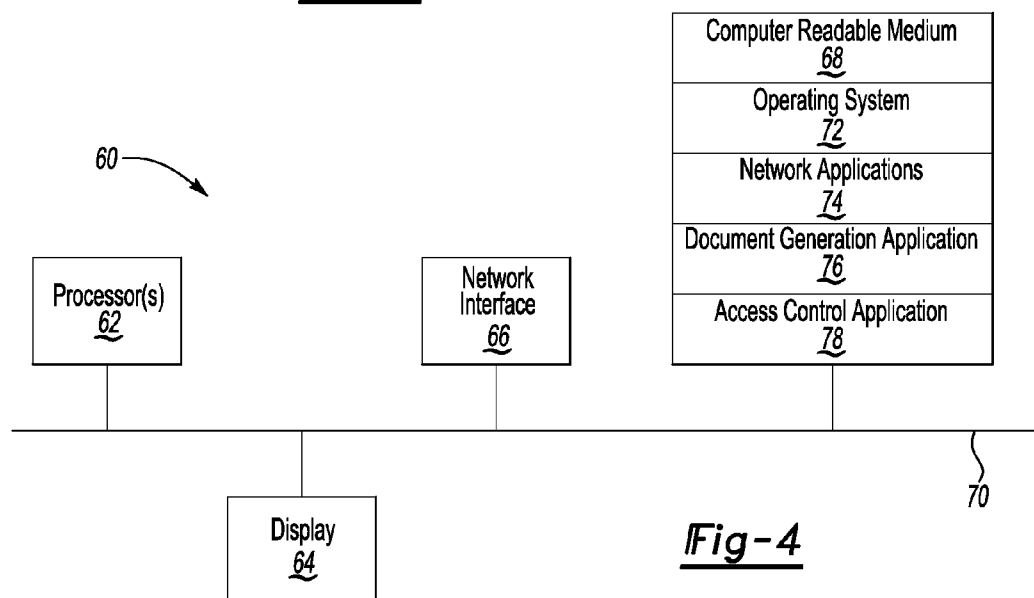 Computer Readable Medium
68
Operating System
72
Network Applications
74
Document Generation Application
76
Access Control Application
78
60
Processor(s)
62
Network
Interface
66
70
Display
64
Fig-4